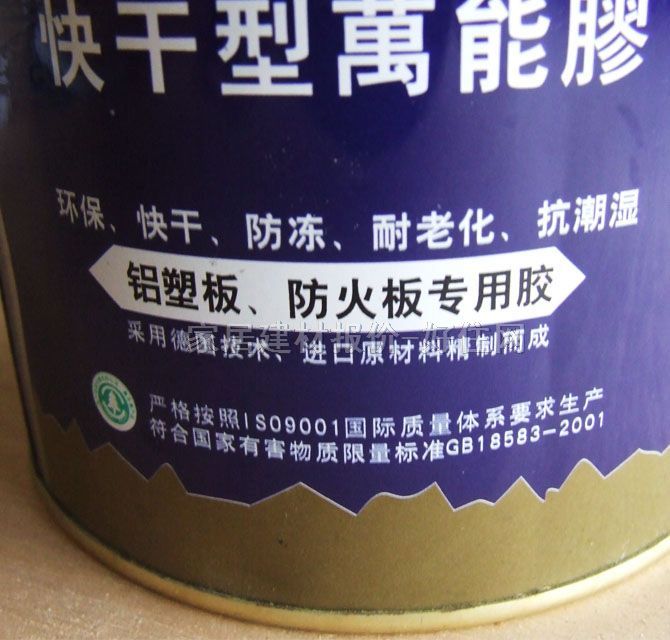 快干型萬能膠
环保、快干、防冻、耐老化、抗潮湿
铝塑板、防火板专用胶
采用德国技术、进口原材料精制而成
严格按照ISO9001国际质量体系要求生产
符合国家有害物质限量标准GB18583-2001